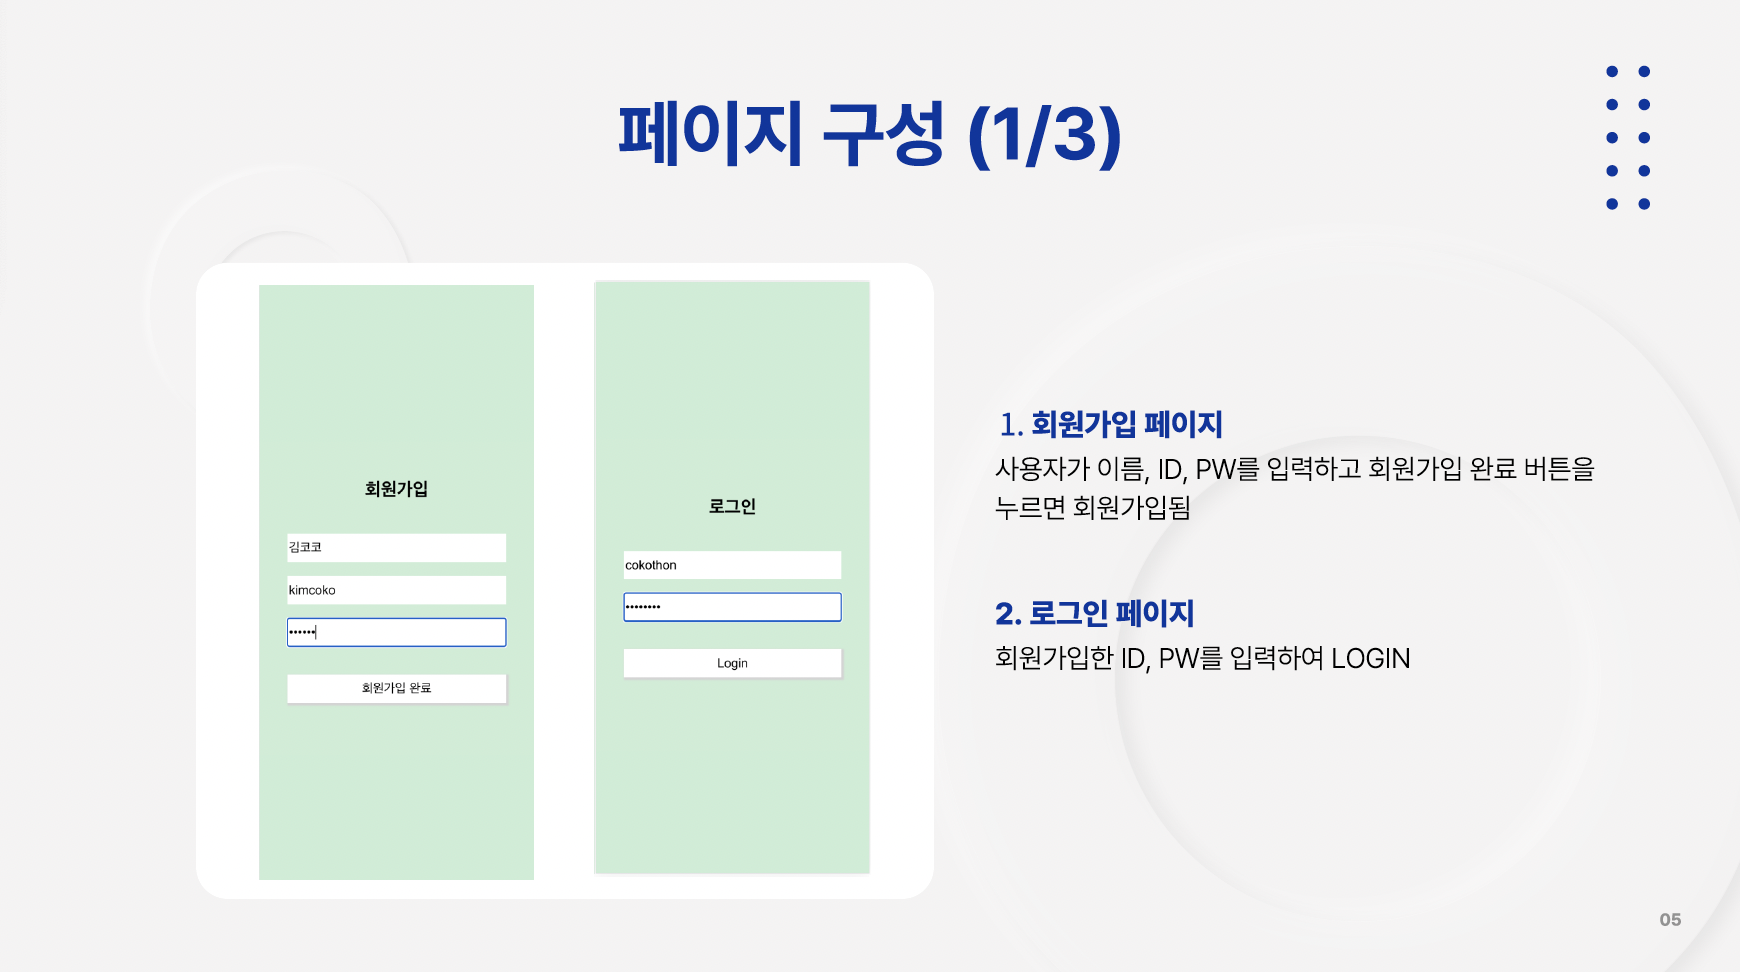 페이지 구성 (1/3)
회원가입
김코코
kimcoko
••••••
회원가입 완료
로그인
cokothon
••••••••
Login
1. 회원가입 페이지
사용자가 이름, ID, PW를 입력하고 회원가입 완료 버튼을
누르면 회원가입됨
2. 로그인 페이지
회원가입한 ID, PW를 입력하여 LOGIN
05